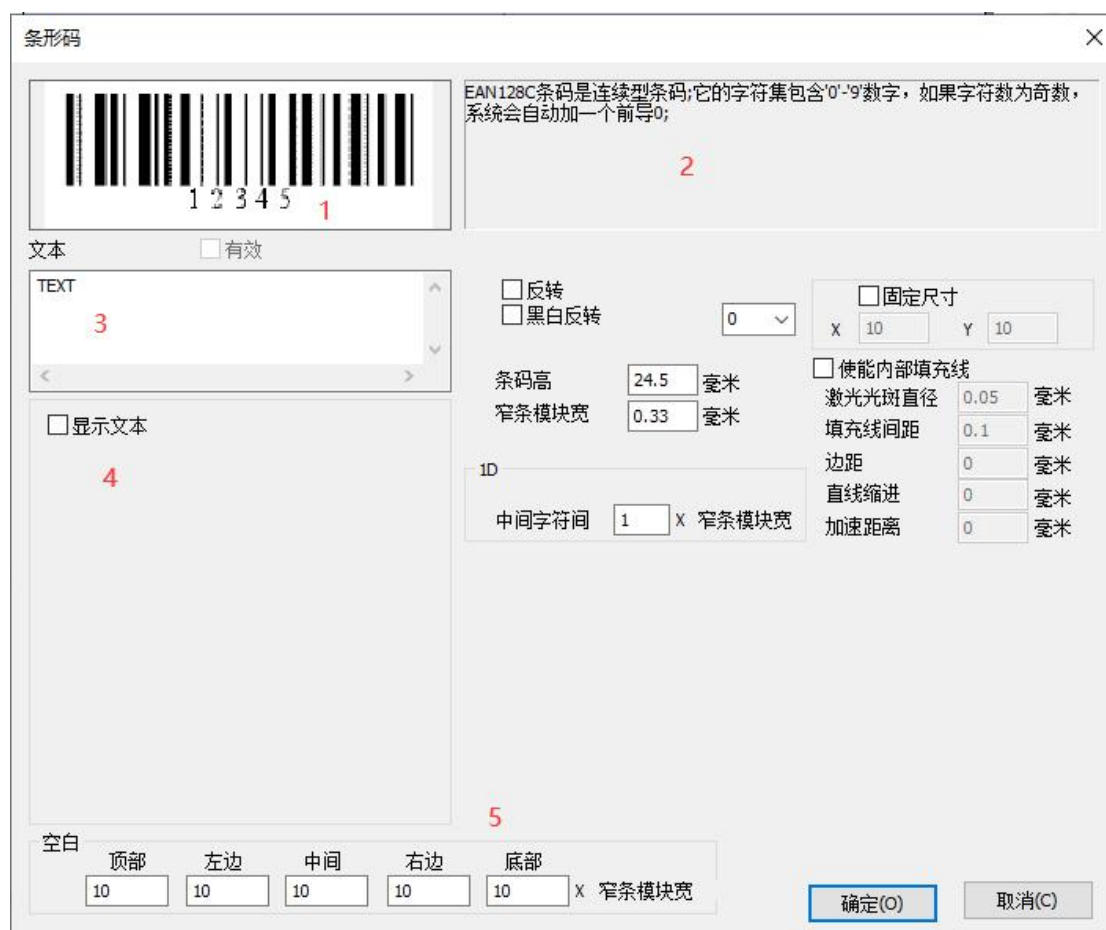 条形码
EAN128C条码是连续型条码;它的字符集包含'0'-'9'数字，如果字符数为奇数，
系统会自动加一个前导0;
2
1 2 3 4 5
1
文本
有效
TEXT
3
反转
黑白反转
0
固定尺寸
X 10 Y 10
条码高 24.5 毫米
窄条模块宽 0.33 毫米
使能内部填充线
激光光斑直径 0.05 毫米
填充线间距 0.1 毫米
边距 0 毫米
直线缩进 0 毫米
加速距离 0 毫米
显示文本
4
1D
中间字符间 1 X 窄条模块宽
5
空白
顶部 左边 中间 右边 底部
10 10 10 10 10 X 窄条模块宽
确定(O) 取消(C)